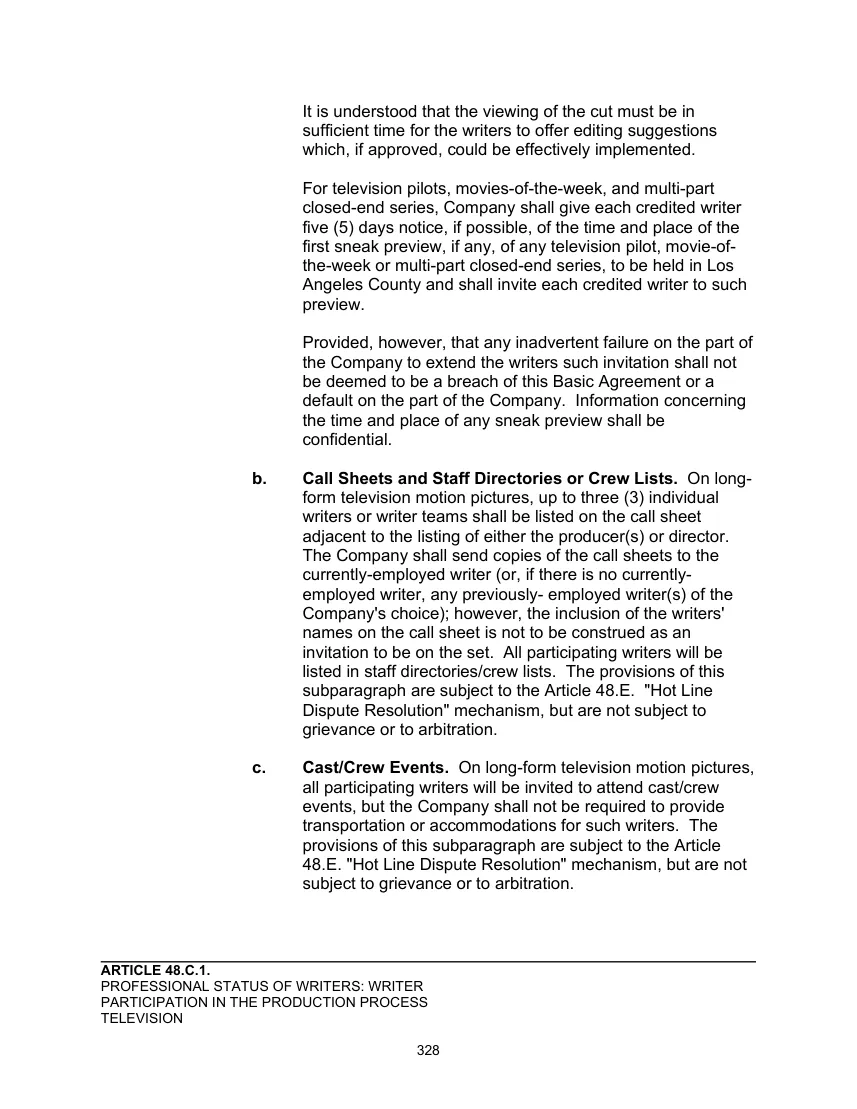 It is understood that the viewing of the cut must be in
sufficient time for the writers to offer editing suggestions
which, if approved, could be effectively implemented.
For television pilots, movies-of-the-week, and multi-part
closed-end series, Company shall give each credited writer
five (5) days notice, if possible, of the time and place of the
first sneak preview, if any, of any television pilot, movie-of-
the-week or multi-part closed-end series, to be held in Los
Angeles County and shall invite each credited writer to such
preview.
Provided, however, that any inadvertent failure on the part of
the Company to extend the writers such invitation shall not
be deemed to be a breach of this Basic Agreement or a
default on the part of the Company.  Information concerning
the time and place of any sneak preview shall be
confidential.
b. Call Sheets and Staff Directories or Crew Lists.  On long-
form television motion pictures, up to three (3) individual
writers or writer teams shall be listed on the call sheet
adjacent to the listing of either the producer(s) or director.
The Company shall send copies of the call sheets to the
currently-employed writer (or, if there is no currently-
employed writer, any previously- employed writer(s) of the
Company's choice); however, the inclusion of the writers'
names on the call sheet is not to be construed as an
invitation to be on the set.  All participating writers will be
listed in staff directories/crew lists.  The provisions of this
subparagraph are subject to the Article 48.E.  "Hot Line
Dispute Resolution" mechanism, but are not subject to
grievance or to arbitration.
c. Cast/Crew Events.  On long-form television motion pictures,
all participating writers will be invited to attend cast/crew
events, but the Company shall not be required to provide
transportation or accommodations for such writers.  The
provisions of this subparagraph are subject to the Article
48.E. "Hot Line Dispute Resolution" mechanism, but are not
subject to grievance or to arbitration.
ARTICLE 48.C.1.
PROFESSIONAL STATUS OF WRITERS: WRITER
PARTICIPATION IN THE PRODUCTION PROCESS
TELEVISION
328